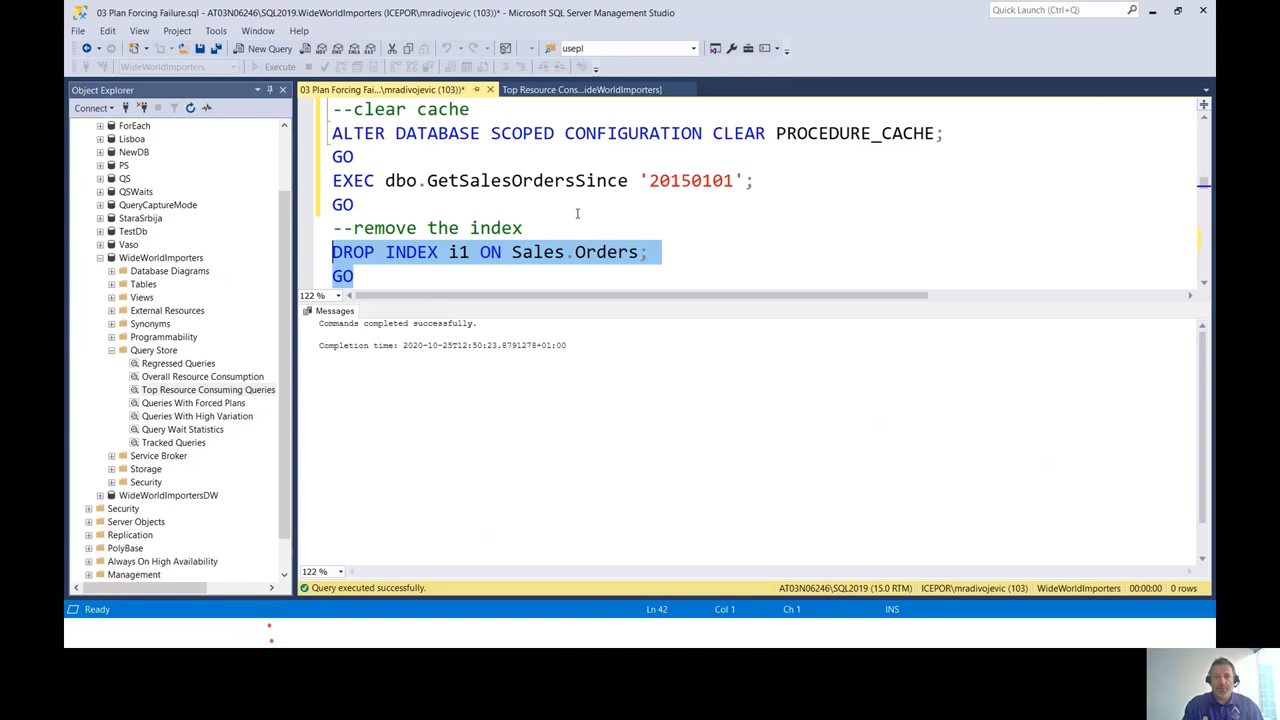 03 Plan Forcing Failure.sql - AT03N06246\SQL2019.WideWorldImporters (ICEPOR\mradivojevic (103))* - Microsoft SQL Server Management Studio
Quick Launch (Ctrl+Q)
File Edit View Project Tools Window Help
New Query
usepl
WideWorldImporters
Execute
Object Explorer
Connect
ForEach
Lisboa
NewDB
PS
QS
QSWaits
QueryCaptureMode
StaraSrbija
TestDb
Vaso
WideWorldImporters
Database Diagrams
Tables
Views
External Resources
Synonyms
Programmability
Query Store
Regressed Queries
Overall Resource Consumption
Top Resource Consuming Queries
Queries With Forced Plans
Queries With High Variation
Query Wait Statistics
Tracked Queries
Service Broker
Storage
Security
WideWorldImportersDW
Security
Server Objects
Replication
PolyBase
Always On High Availability
Management
03 Plan Forcing Fai...\mradivojevic (103))*
Top Resource Cons...ideWorldImporters]
--clear cache
ALTER DATABASE SCOPED CONFIGURATION CLEAR PROCEDURE_CACHE;
GO
EXEC dbo.GetSalesOrdersSince '20150101';
GO
--remove the index
DROP INDEX i1 ON Sales.Orders;
GO
122 %
Messages
Commands completed successfully.
Completion time: 2020-10-25T12:50:23.8791278+01:00
122 %
Query executed successfully.
AT03N06246\SQL2019 (15.0 RTM) ICEPOR\mradivojevic (103) WideWorldImporters 00:00:00 0 rows
Ready
Ln 42 Col 1 Ch 1 INS